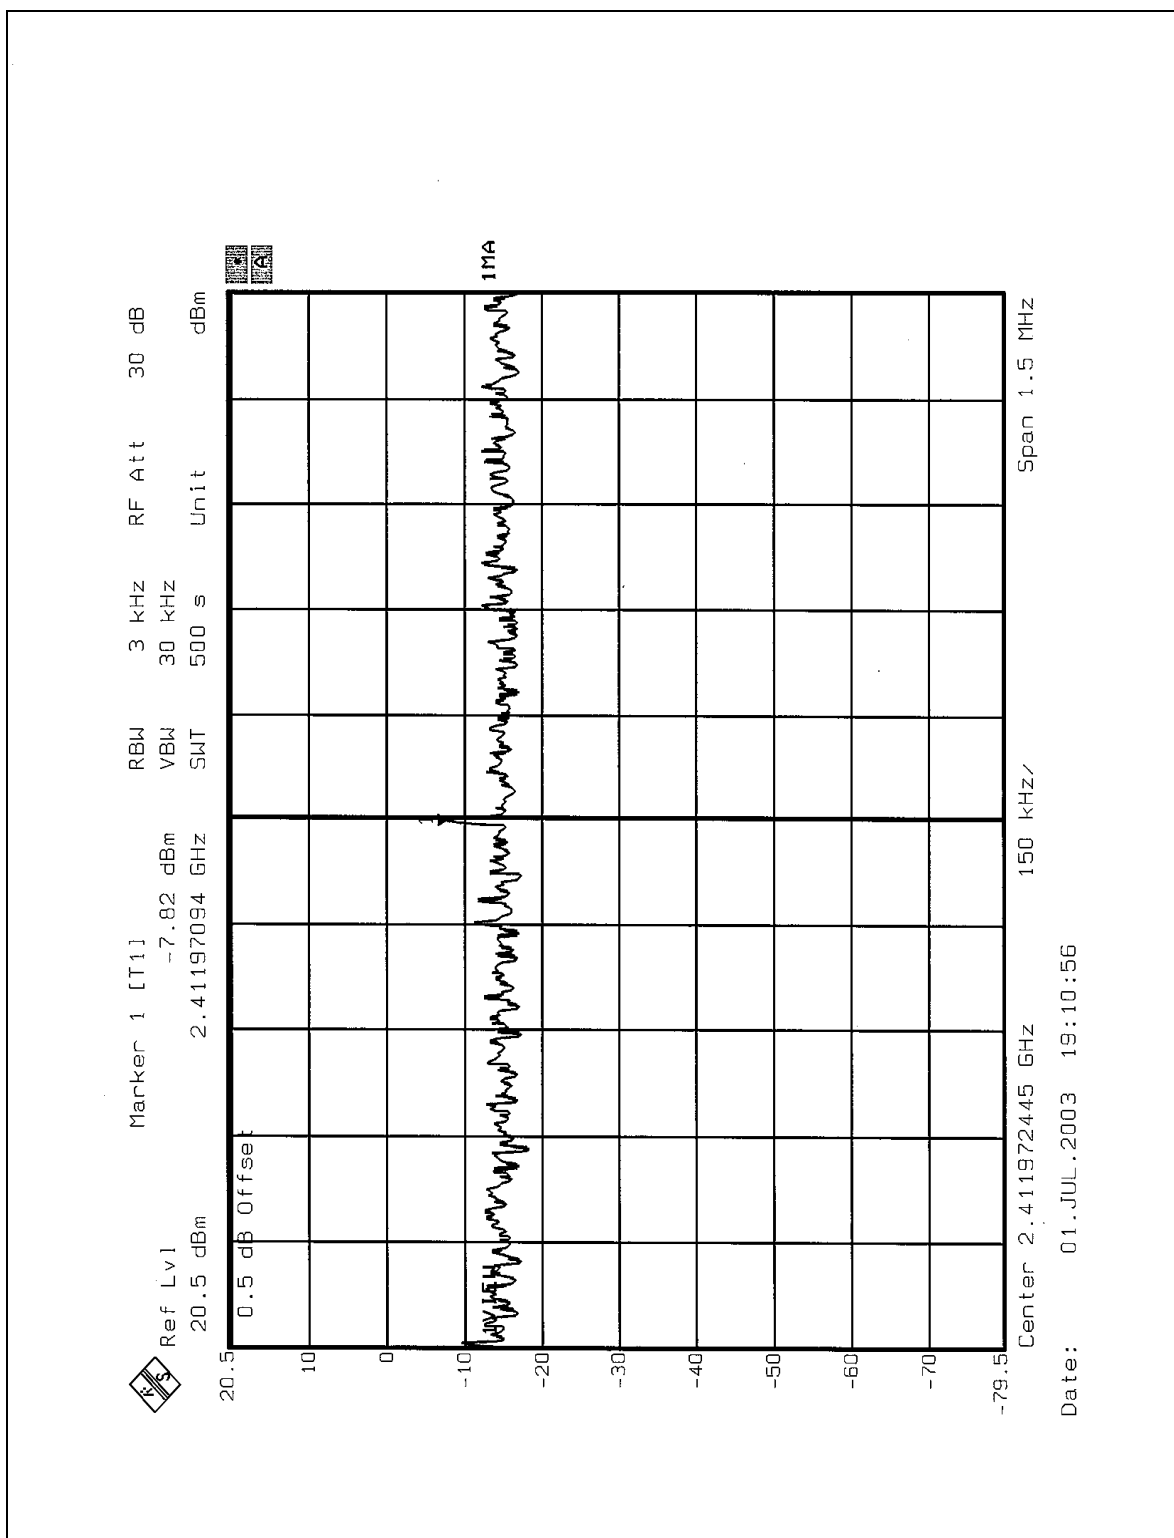 Marker 1 [T1] RBW 3 kHz RF Att 30 dB
Ref Lvl -7.82 dBm VBW 30 kHz
20.5 dBm 2.41197094 GHz SWT 500 s Unit dBm
20.5
0.5 dB Offset
A
10
0
-10
1MA
1
-20
-30
-40
-50
-60
-70
-79.5
Center 2.411972445 GHz 150 kHz/ Span 1.5 MHz
Date: 01.JUL.2003 19:10:56